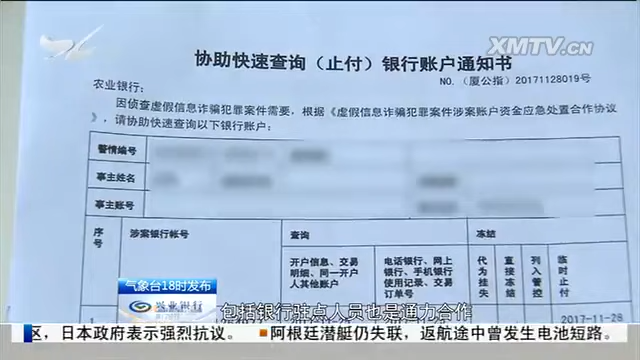 XMTV.CN
协助快速查询（止付）银行账户通知书
NO.（厦公指）20171128019号
农业银行：
因侦查虚假信息诈骗犯罪案件需要，根据《虚假信息诈骗犯罪案件涉案账户资金应急处置合作协议
》，请协助快速查询以下银行账户：
警情编号
事主姓名
事主账号
序号
涉案银行帐号
查询
冻结
开户信息、交易明细、同一开户人其他账户
电话银行、网上银行、手机银行使用记录、交易订单号
代为挂失
直接冻结
列入管控
临时止付
2017-11-28
气象台18时发布
兴业银行
包括银行驻点人员也是通力合作
区，日本政府表示强烈抗议。
阿根廷潜艇仍失联，返航途中曾发生电池短路。